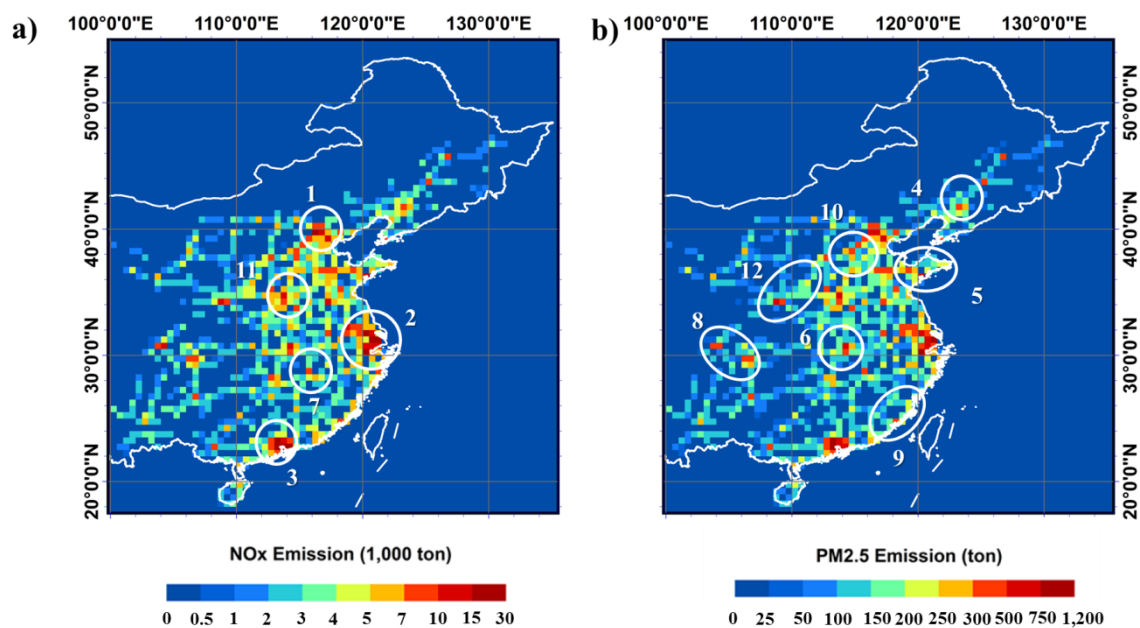 a)
100°0'0"E 110°0'0"E 120°0'0"E 130°0'0"E
50°0'0"N
40°0'0"N
30°0'0"N
20°0'0"N
1
11
2
7
3
NOx Emission (1,000 ton)
0 0.5 1 2 3 4 5 7 10 15 30
b)
100°0'0"E 110°0'0"E 120°0'0"E 130°0'0"E
50°0'0"N
40°0'0"N
30°0'0"N
20°0'0"N
4
10
12
5
8
6
9
PM2.5 Emission (ton)
0 25 50 100 150 200 250 300 500 750 1,200